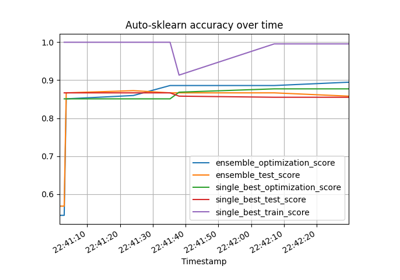 Auto-sklearn accuracy over time
1.0
0.9
0.8
0.7
0.6
ensemble_optimization_score
ensemble_test_score
single_best_optimization_score
single_best_test_score
single_best_train_score
22:41:10
22:41:20
22:41:30
22:41:40
22:41:50
22:42:00
22:42:10
22:42:20
Timestamp